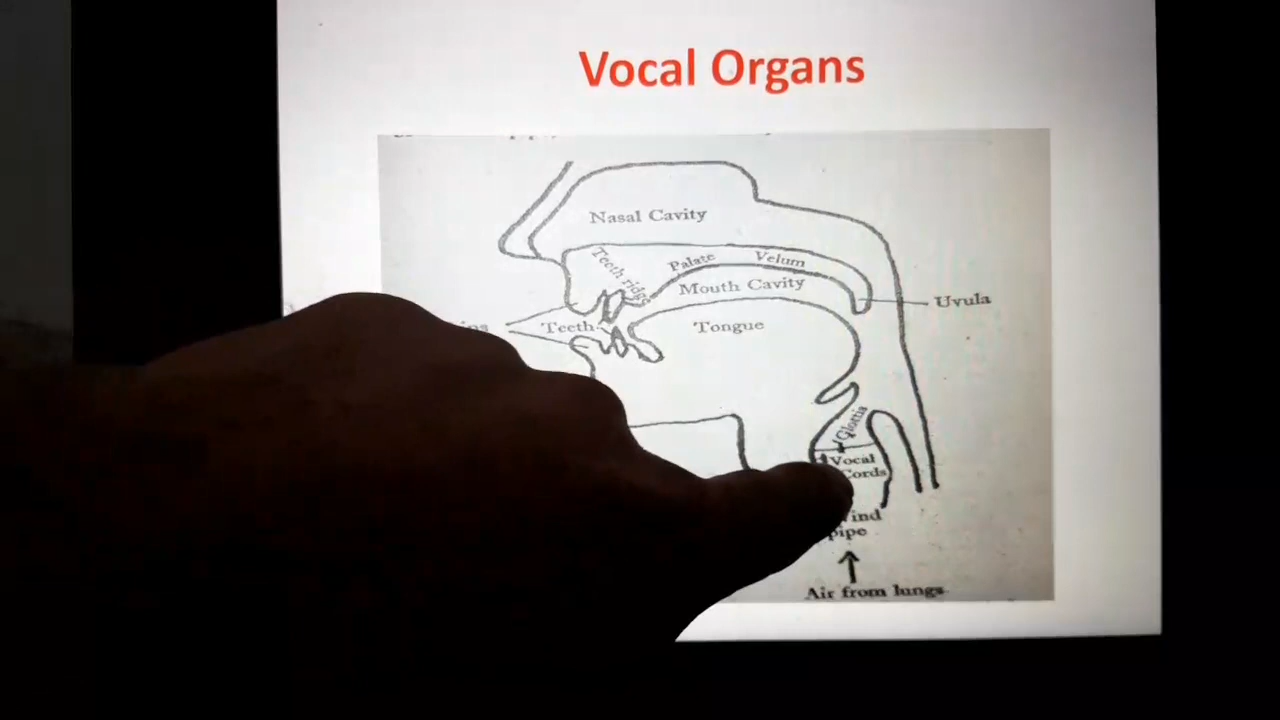 Vocal Organs
Nasal Cavity
Teeth ridge
Palate
Velum
Mouth Cavity
Uvula
Teeth
Tongue
Glottis
Vocal
Cords
pipe
Air from lungs